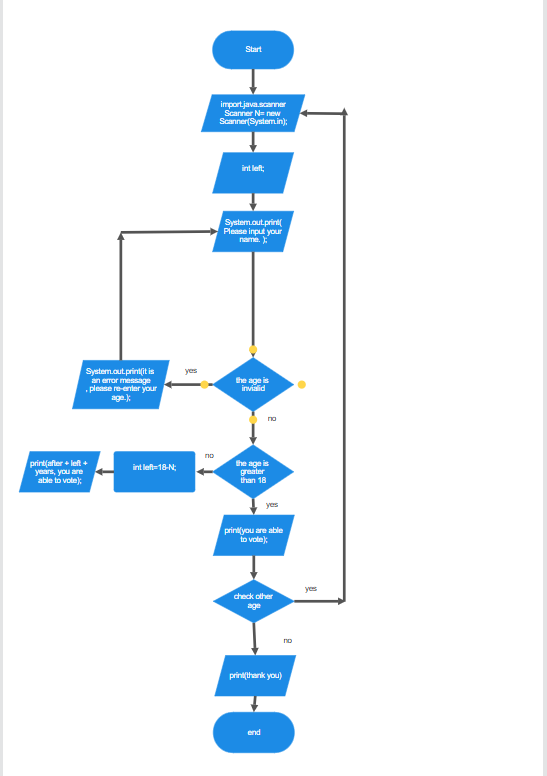 Start
import.java.scanner
Scanner N= new
Scanner(System.in);
int left;
System.out.print(
Please input your
name. );
System.out.print(it is
an error message
, please re-enter your
age.);
yes
the age is
invialid
no
print(after + left +
years, you are
able to vote);
int left=18-N;
no
the age is
greater
than 18
yes
print(you are able
to vote);
check other
age
yes
no
print(thank you)
end